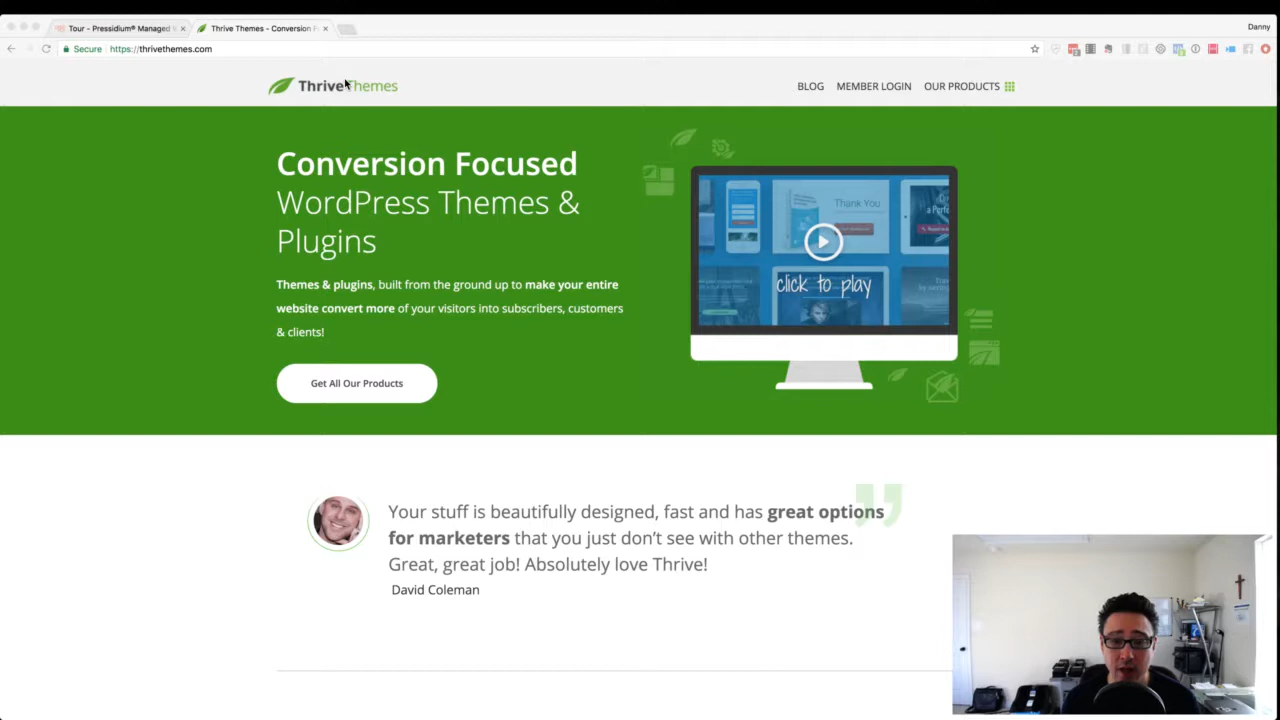 Tour - Pressidium® Managed W
Thrive Themes - Conversion F
Danny
Secure
https://thrivethemes.com
ThriveThemes
BLOG
MEMBER LOGIN
OUR PRODUCTS
Conversion Focused
WordPress Themes &
Plugins
Themes & plugins, built from the ground up to make your entire
website convert more of your visitors into subscribers, customers
& clients!
Get All Our Products
Thank You
click to play
Your stuff is beautifully designed, fast and has great options
for marketers that you just don't see with other themes.
Great, great job! Absolutely love Thrive!
David Coleman